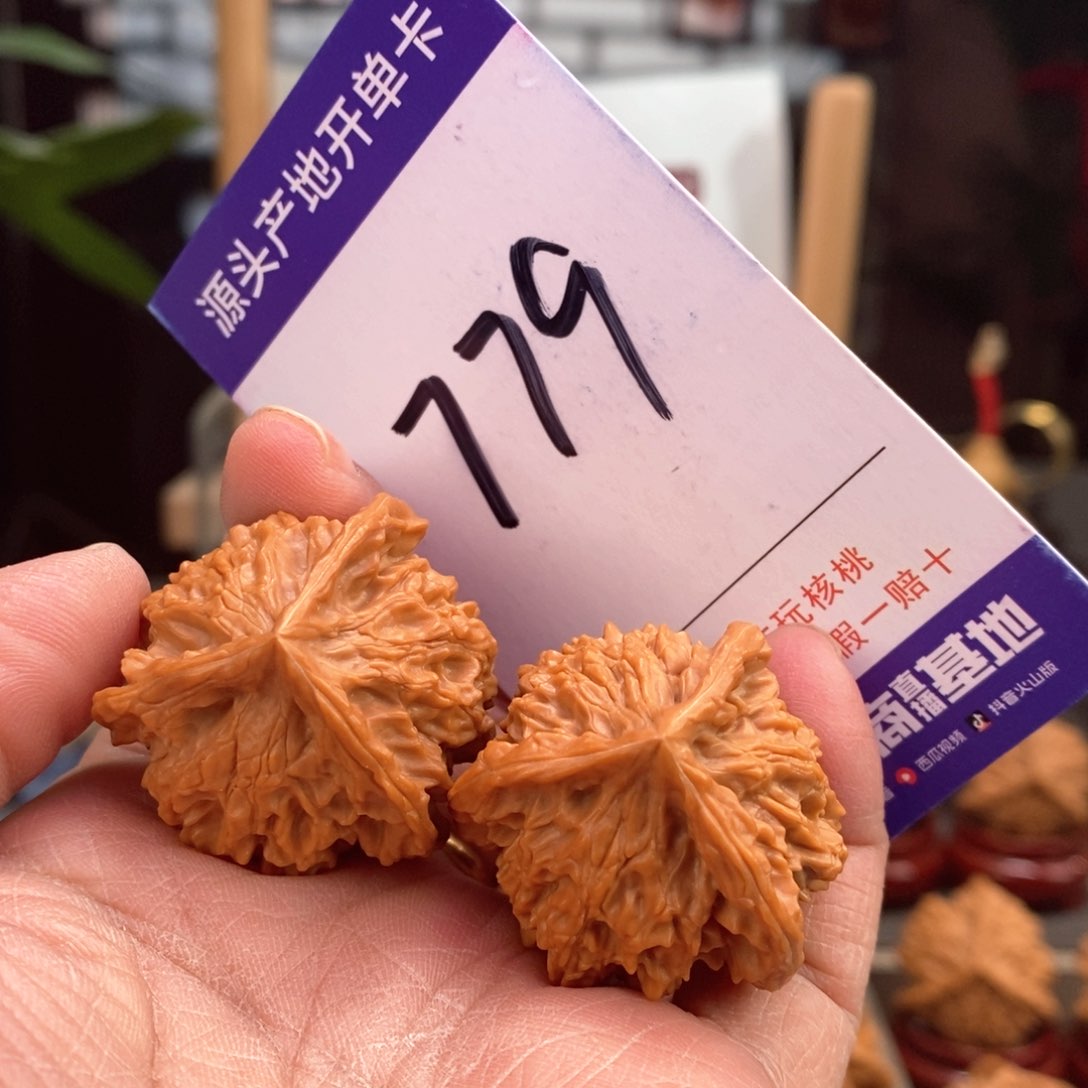 源头产地开单卡
779
玩核桃
假一赔十
商直播基地
西瓜视频 抖音火山版